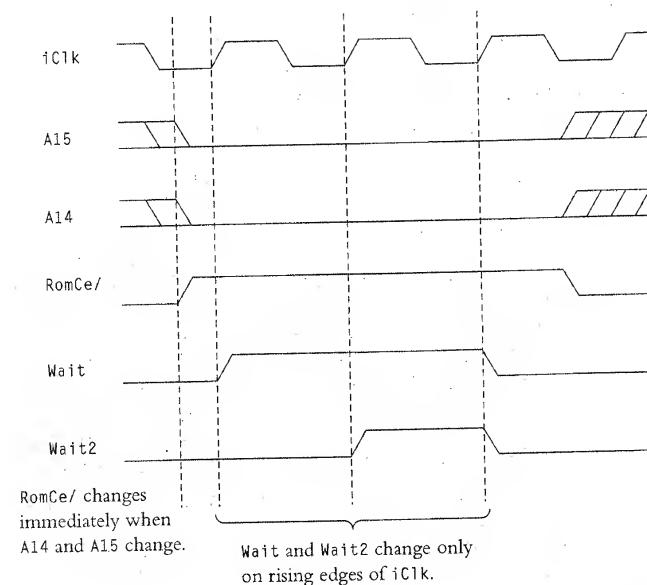 iClk
A15
A14
RomCe/
Wait
Wait2
RomCe/ changes
immediately when
A14 and A15 change.
Wait and Wait2 change only
on rising edges of iClk.